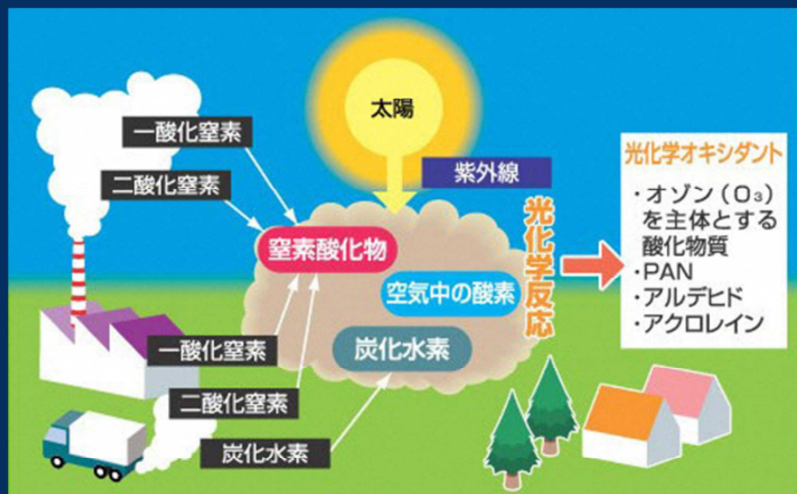 太陽
一酸化窒素
二酸化窒素
紫外線
窒素酸化物
空気中の酸素
炭化水素
光化学反応
一酸化窒素
二酸化窒素
炭化水素
光化学オキシダント
・オゾン(O₃)
を主体とする
酸化物質
・PAN
・アルデヒド
・アクロレイン